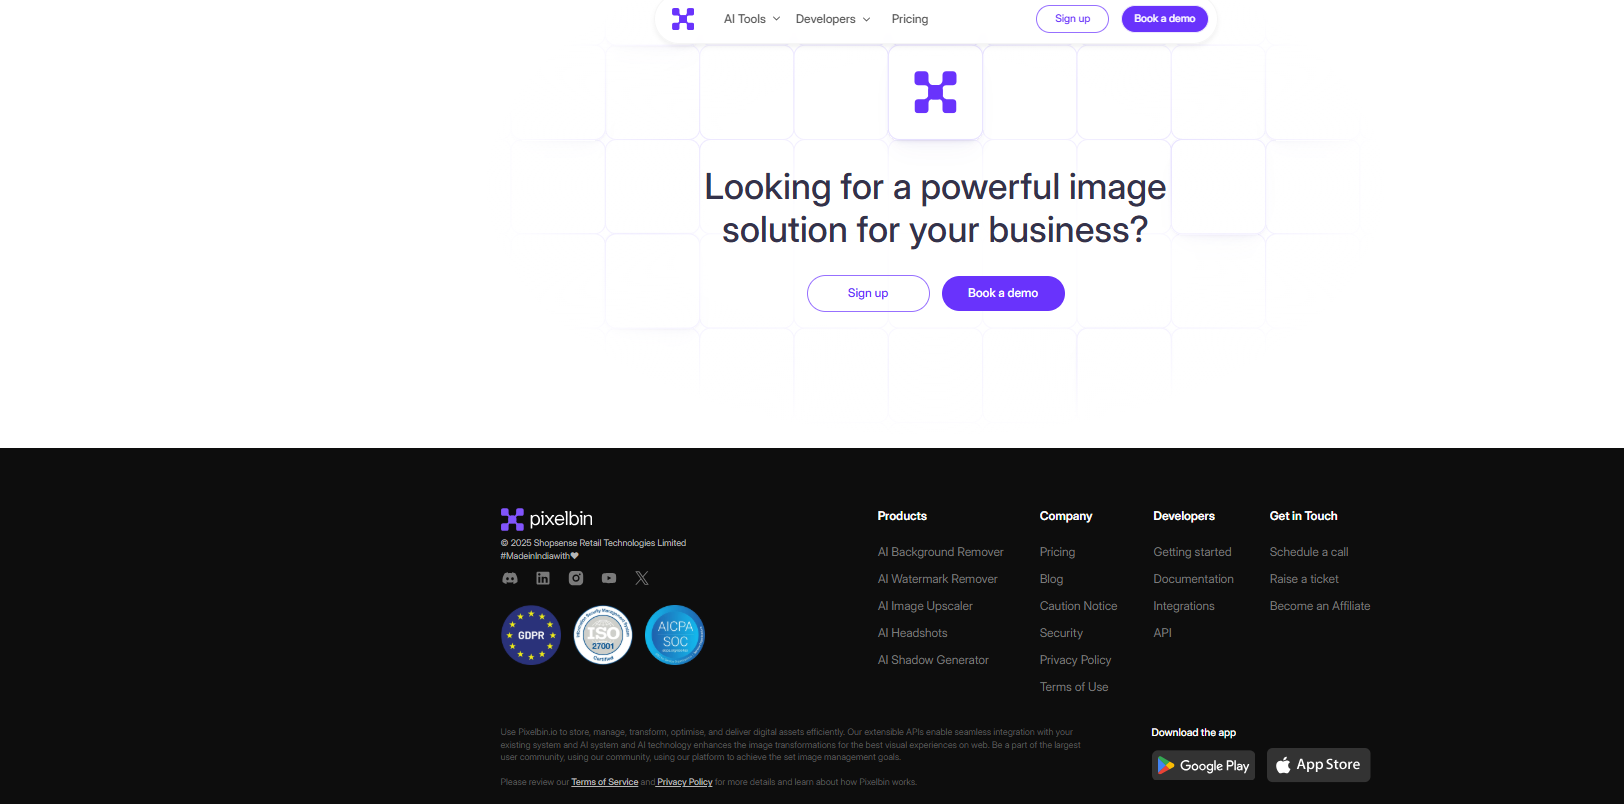 AI Tools Developers Pricing Sign up Book a demo
Looking for a powerful image
solution for your business?
Sign up Book a demo
pixelbin
© 2025 Shopsense Retail Technologies Limited
#MadeinIndiawith❤
GDPR
Information Security Management System
ISO
27001
Certified
AICPA
SOC
Products
AI Background Remover
AI Watermark Remover
AI Image Upscaler
AI Headshots
AI Shadow Generator
Company
Pricing
Blog
Caution Notice
Security
Privacy Policy
Terms of Use
Developers
Getting started
Documentation
Integrations
API
Get in Touch
Schedule a call
Raise a ticket
Become an Affiliate
Use Pixelbin.io to store, manage, transform, optimise, and deliver digital assets efficiently. Our extensible APIs enable seamless integration with your
existing system and AI system and AI technology enhances the image transformations for the best visual experiences on web. Be a part of the largest
user community, using our community, using our platform to achieve the set image management goals.
Please review our Terms of Service and Privacy Policy for more details and learn about how Pixelbin works.
Download the app
Google Play
App Store